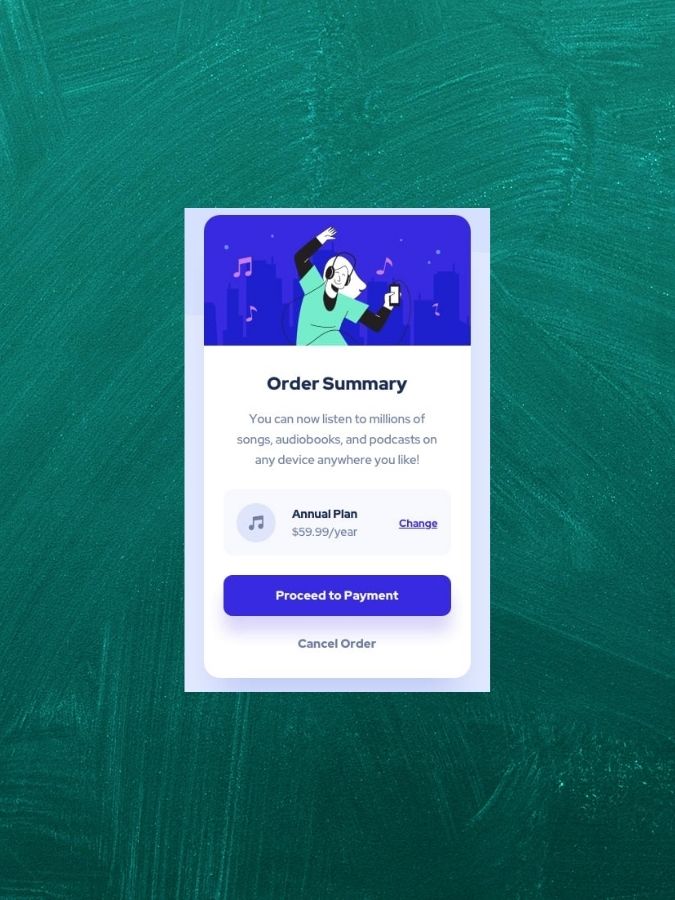 Order Summary
You can now listen to millions of
songs, audiobooks, and podcasts on
any device anywhere you like!
Annual Plan
$59.99/year
Change
Proceed to Payment
Cancel Order